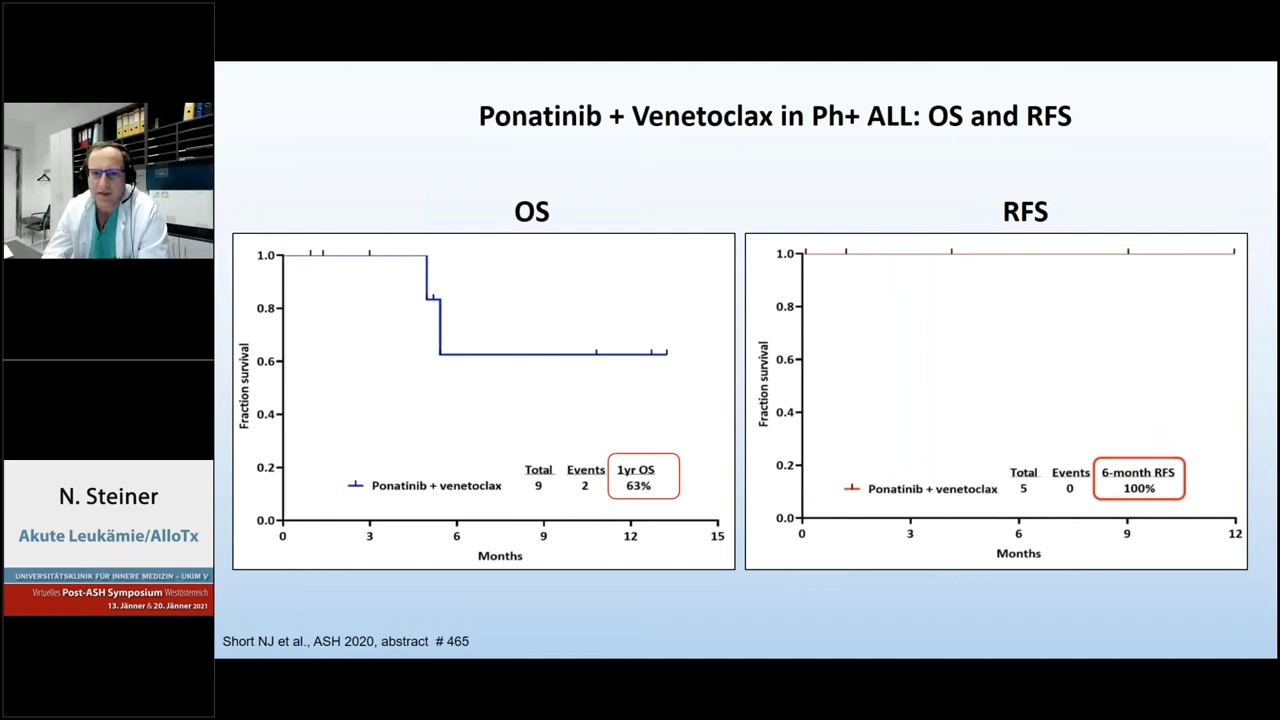 Ponatinib + Venetoclax in Ph+ ALL: OS and RFS
OS
1.0
0.8
0.6
0.4
0.2
0.0
Fraction survival
0 3 6 9 12 15
Months
Total Events 1yr OS
Ponatinib + venetoclax 9 2 63%
RFS
1.0
0.8
0.6
0.4
0.2
0.0
Fraction survival
0 3 6 9 12
Months
Total Events 6-month RFS
Ponatinib + venetoclax 5 0 100%
Short NJ et al., ASH 2020, abstract # 465
N. Steiner
Akute Leukämie/AlloTx
UNIVERSITÄTSKLINIK FÜR INNERE MEDIZIN – UKIM V
Virtuelles Post-ASH Symposium Westösterreich
13. Jänner & 20. Jänner 2021